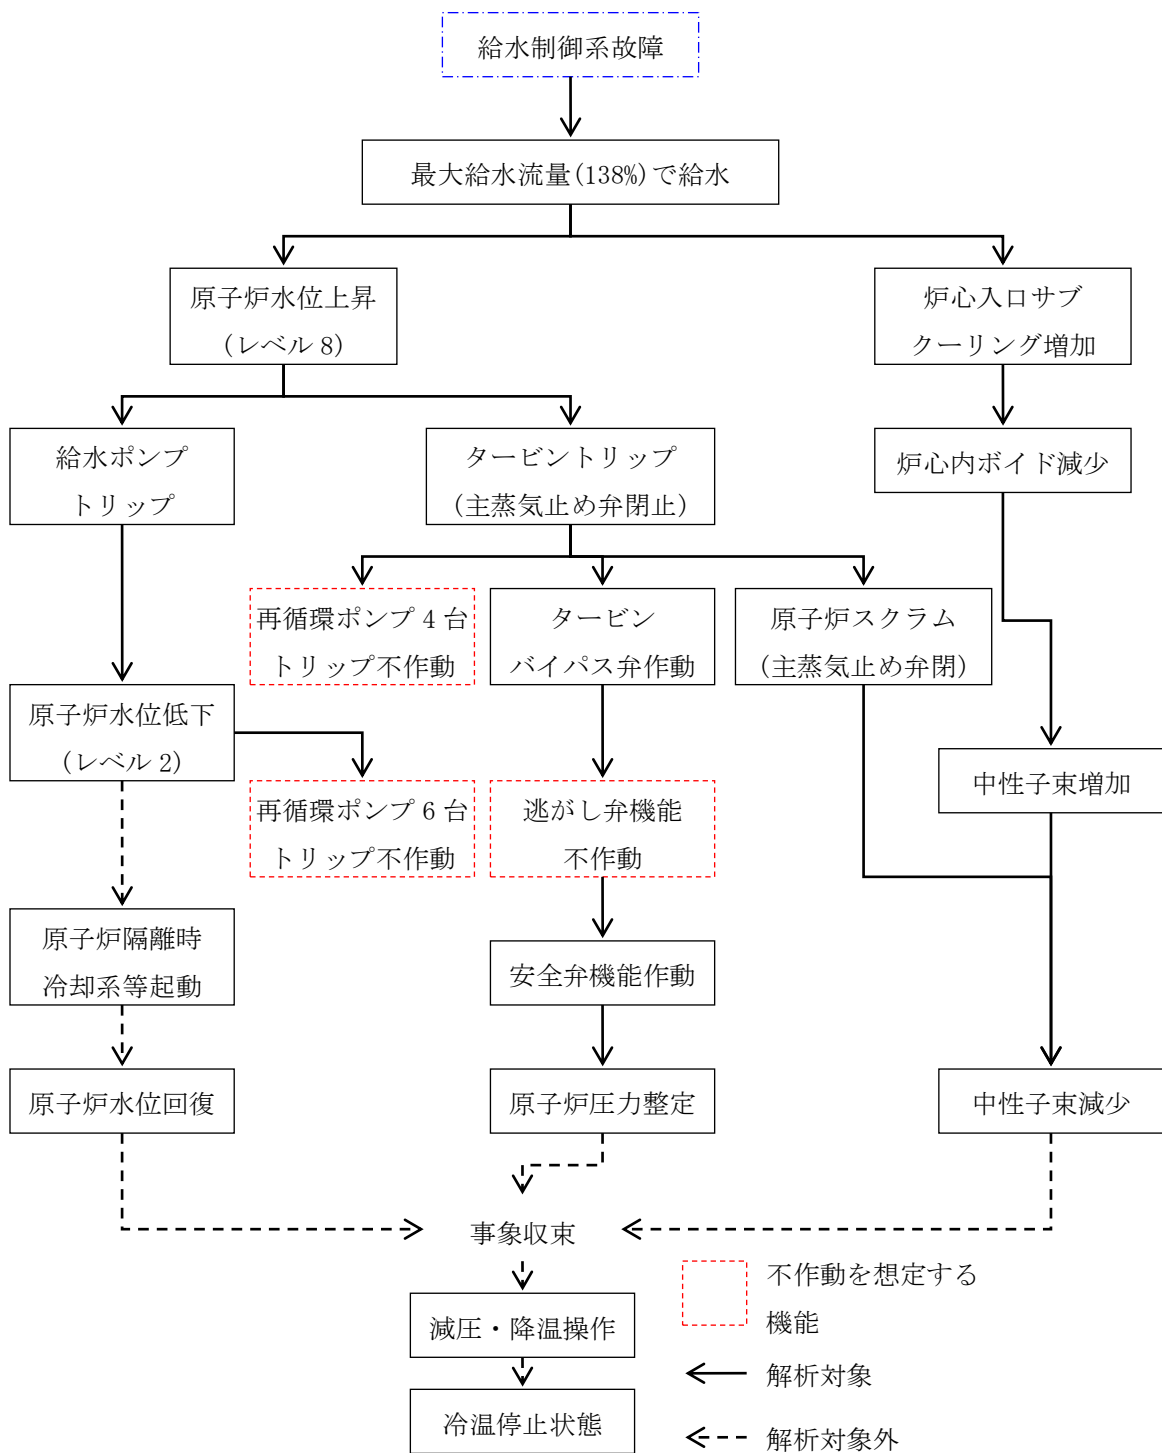 給水制御系故障
最大給水流量(138%)で給水
原子炉水位上昇
(レベル 8)
炉心入口サブ
クーリング増加
給水ポンプ
トリップ
タービントリップ
(主蒸気止め弁閉止)
炉心内ボイド減少
再循環ポンプ 4 台
トリップ不作動
タービン
バイパス弁作動
原子炉スクラム
(主蒸気止め弁閉)
原子炉水位低下
(レベル 2)
再循環ポンプ 6 台
トリップ不作動
逃がし弁機能
不作動
中性子束増加
原子炉隔離時
冷却系等起動
安全弁機能作動
原子炉水位回復
原子炉圧力整定
中性子束減少
事象収束
減圧・降温操作
冷温停止状態
不作動を想定する
機能
解析対象
解析対象外